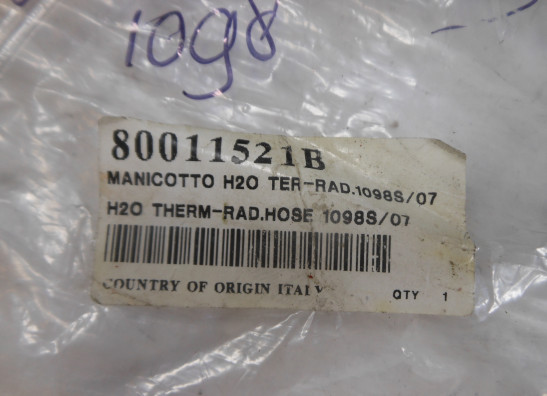 1098
80011521B
MANICOTTO H2O TER-RAD.1098S/07
H2O THERM-RAD.HOSE 1098S/07
COUNTRY OF ORIGIN ITALY QTY 1